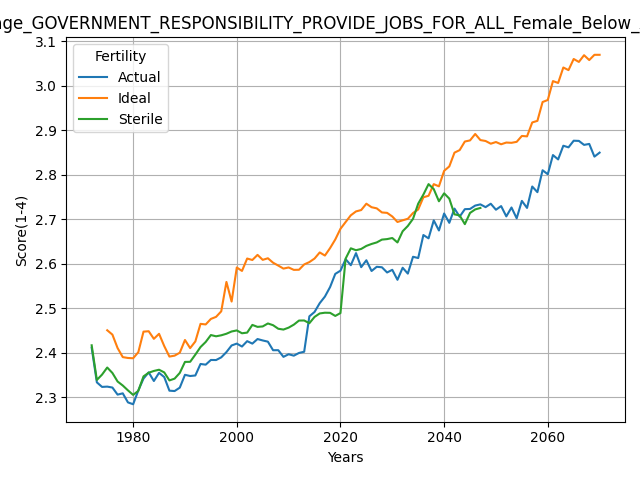 age_GOVERNMENT_RESPONSIBILITY_PROVIDE_JOBS_FOR_ALL_Female_Below_
3.1
3.0
2.9
2.8
2.7
2.6
2.5
2.4
2.3
Score(1-4)
Fertility
Actual
Ideal
Sterile
1980 2000 2020 2040 2060
Years